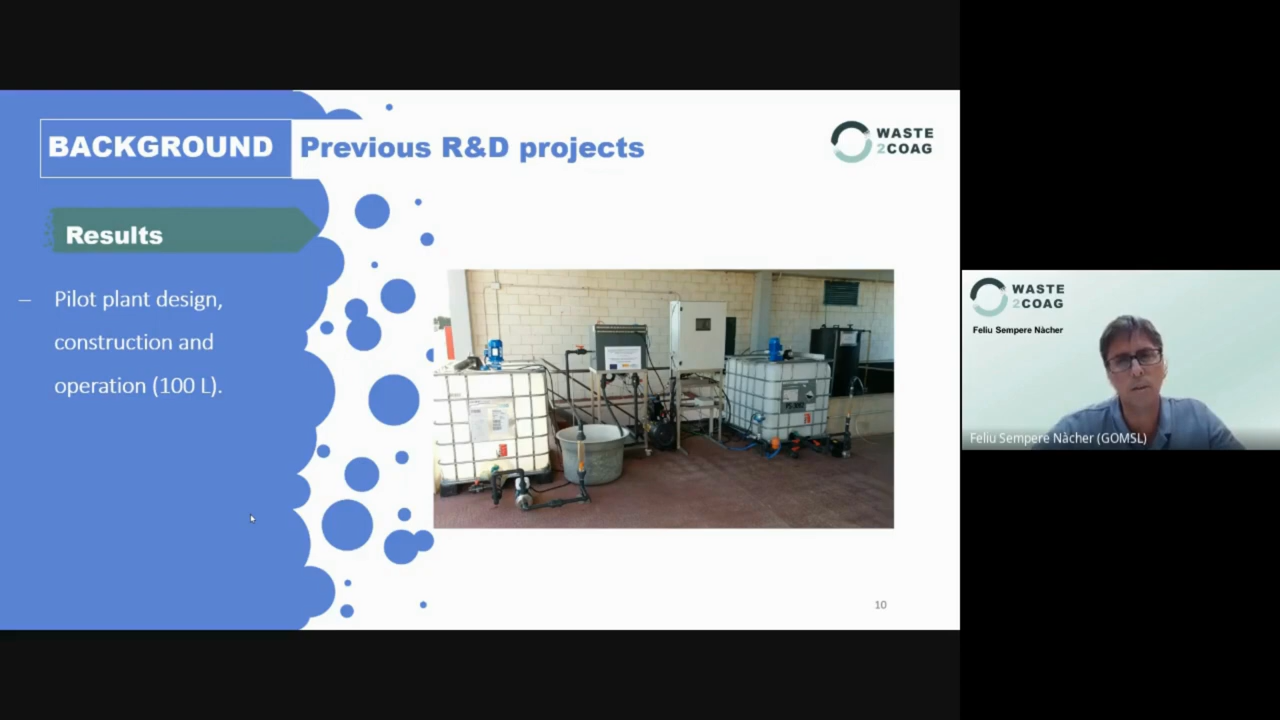 BACKGROUND Previous R&D projects
WASTE
2COAG
Results
– Pilot plant design,
construction and
operation (100 L).
10
WASTE
2COAG
Feliu Sempere Nàcher
Feliu Sempere Nàcher (GOMSL)